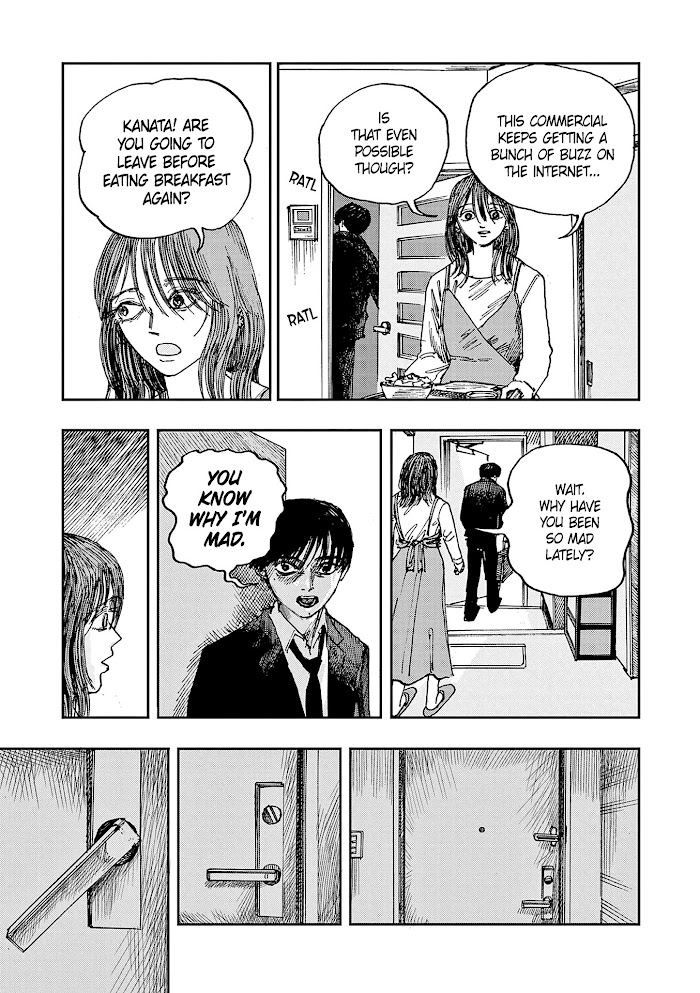 THIS COMMERCIAL
KEEPS GETTING A
BUNCH OF BUZZ ON
THE INTERNET...
IS
THAT EVEN
POSSIBLE
THOUGH?
RATL
RATL
KANATA! ARE
YOU GOING TO
LEAVE BEFORE
EATING BREAKFAST
AGAIN?
WAIT.
WHY HAVE
YOU BEEN
SO MAD
LATELY?
YOU
KNOW
WHY I'M
MAD.